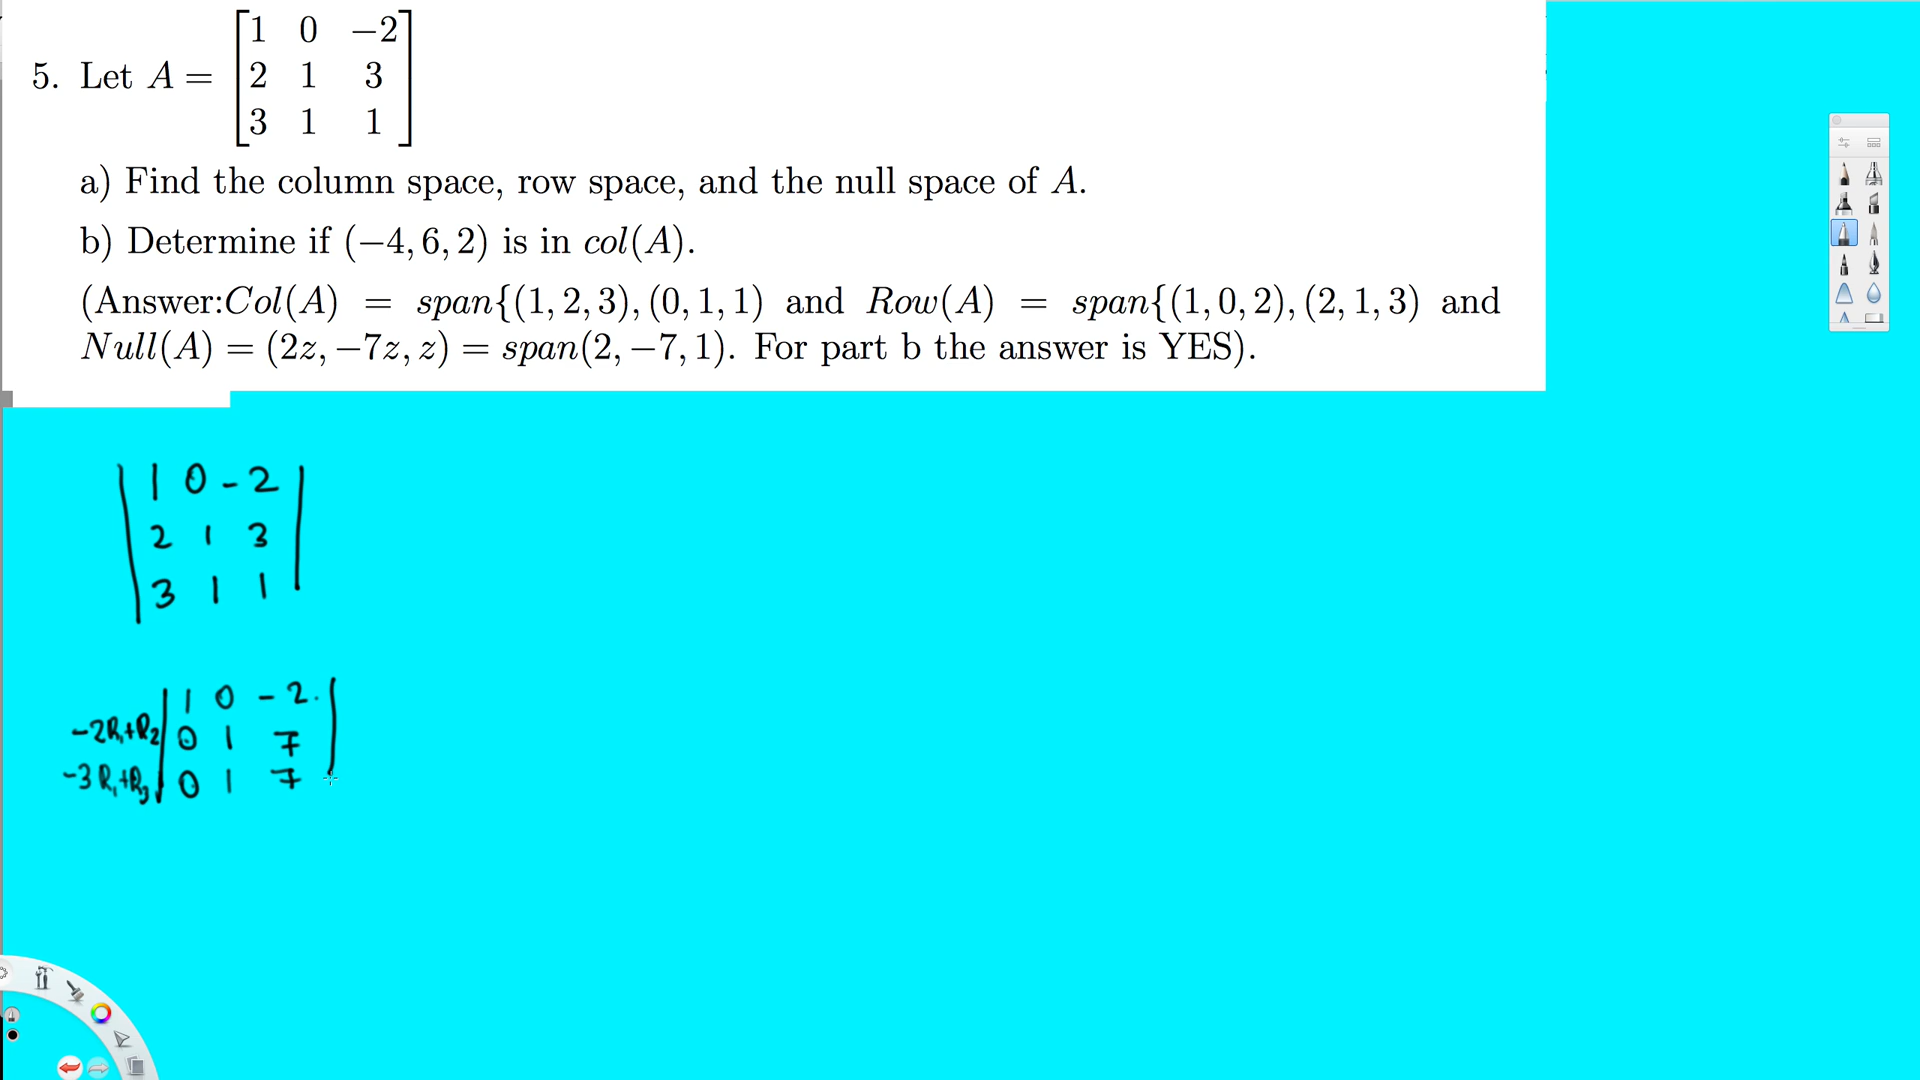 5. Let A = [1 0 −2
2 1 3
3 1 1]
a) Find the column space, row space, and the null space of A.
b) Determine if (−4, 6, 2) is in col(A).
(Answer:Col(A) = span{(1, 2, 3), (0, 1, 1) and Row(A) = span{(1, 0, 2), (2, 1, 3) and
Null(A) = (2z, −7z, z) = span(2, −7, 1). For part b the answer is YES).
| 1 0 -2 |
2 1 3
3 1 1
| 1 0 -2. |
-2R₁+R₂ 0 1 7
-3R₁+R₃ 0 1 7